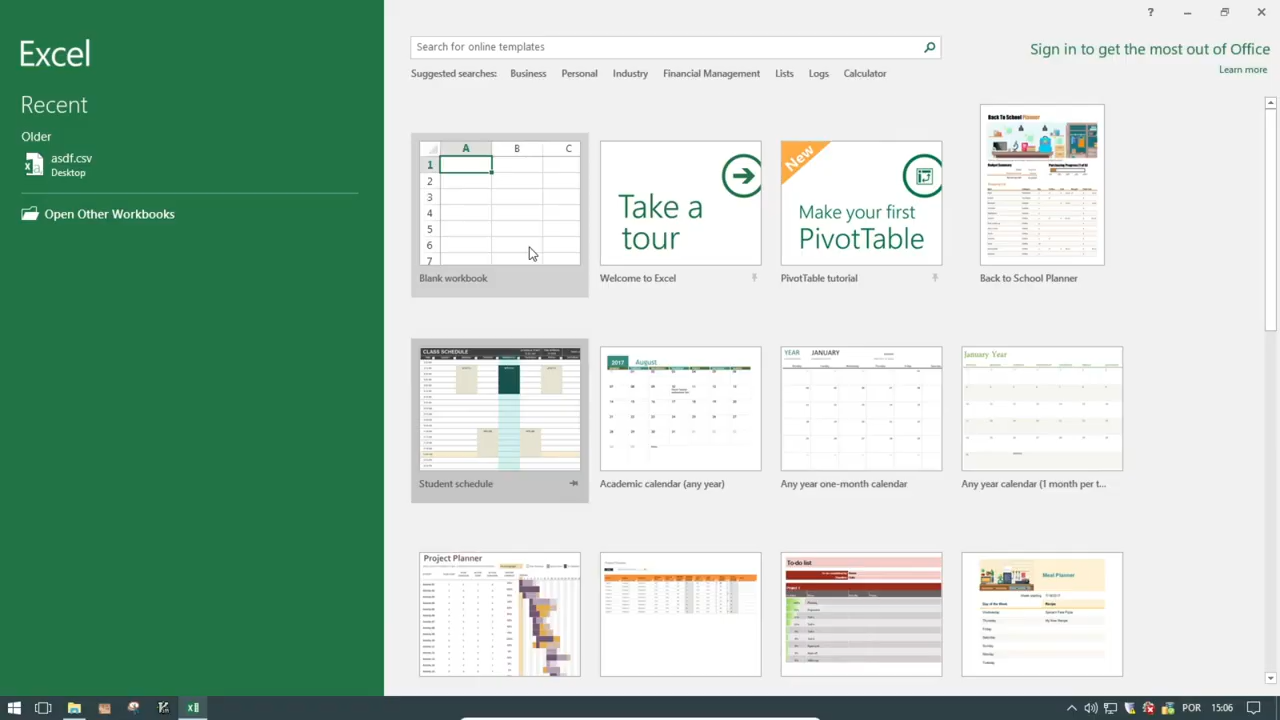 ?
Excel
Search for online templates
Sign in to get the most out of Office
Learn more
Suggested searches: Business Personal Industry Financial Management Lists Logs Calculator
Recent
Older
asdf.csv
Desktop
Open Other Workbooks
A B C
1
2
3
4
5
6
7
Blank workbook
Take a
tour
Welcome to Excel
New
Make your first
PivotTable
PivotTable tutorial
Back To School Planner
Back to School Planner
CLASS SCHEDULE
Student schedule
2017 August
Academic calendar (any year)
YEAR JANUARY
Any year one-month calendar
January Year
Any year calendar (1 month per t...
Project Planner
To-do list
Meal Planner
POR 15:06